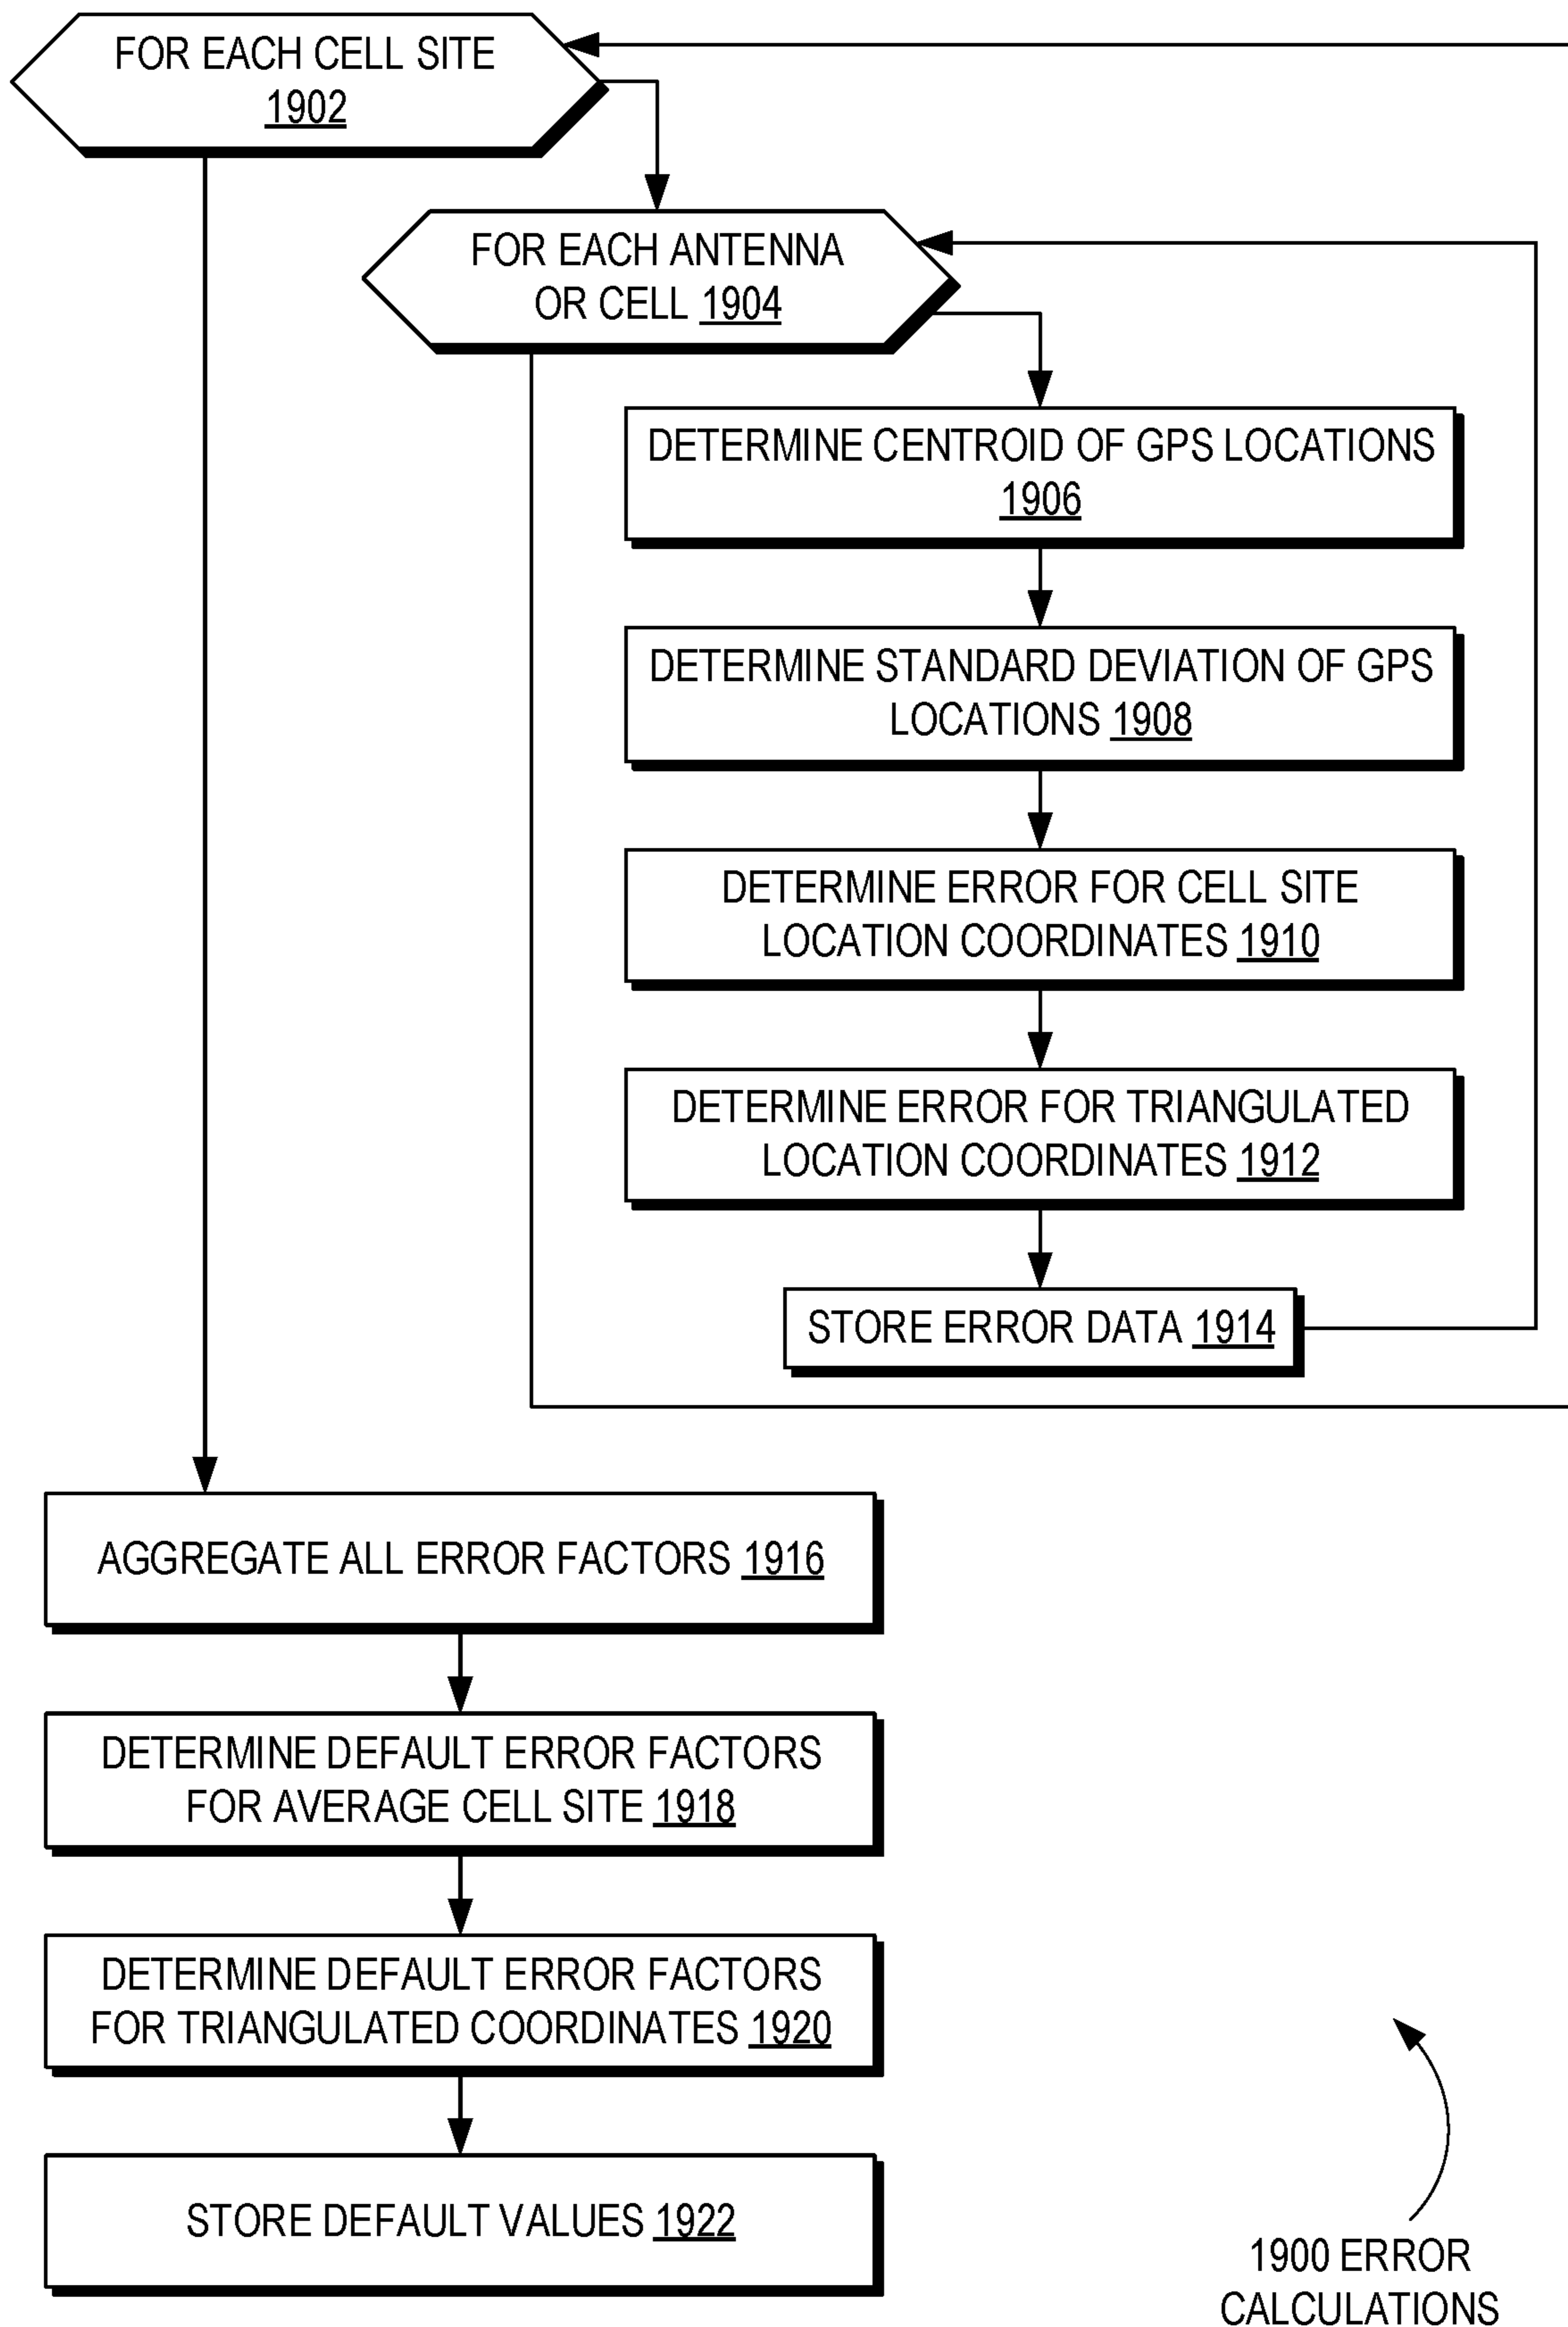 FOR EACH CELL SITE
1902
FOR EACH ANTENNA
OR CELL 1904
DETERMINE CENTROID OF GPS LOCATIONS
1906
DETERMINE STANDARD DEVIATION OF GPS
LOCATIONS 1908
DETERMINE ERROR FOR CELL SITE
LOCATION COORDINATES 1910
DETERMINE ERROR FOR TRIANGULATED
LOCATION COORDINATES 1912
STORE ERROR DATA 1914
AGGREGATE ALL ERROR FACTORS 1916
DETERMINE DEFAULT ERROR FACTORS
FOR AVERAGE CELL SITE 1918
DETERMINE DEFAULT ERROR FACTORS
FOR TRIANGULATED COORDINATES 1920
STORE DEFAULT VALUES 1922
1900 ERROR
CALCULATIONS